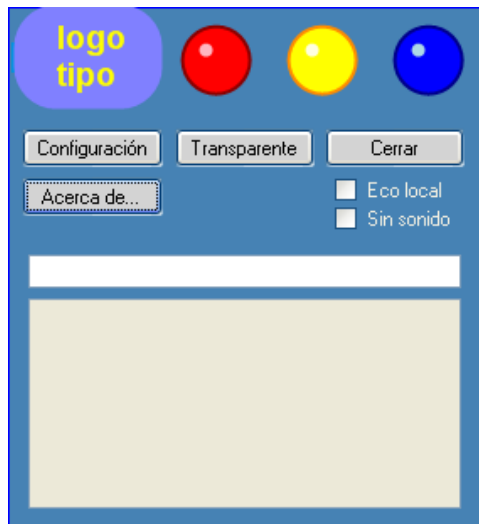 logo
tipo
Configuración
Transparente
Cerrar
Acerca de...
Eco local
Sin sonido